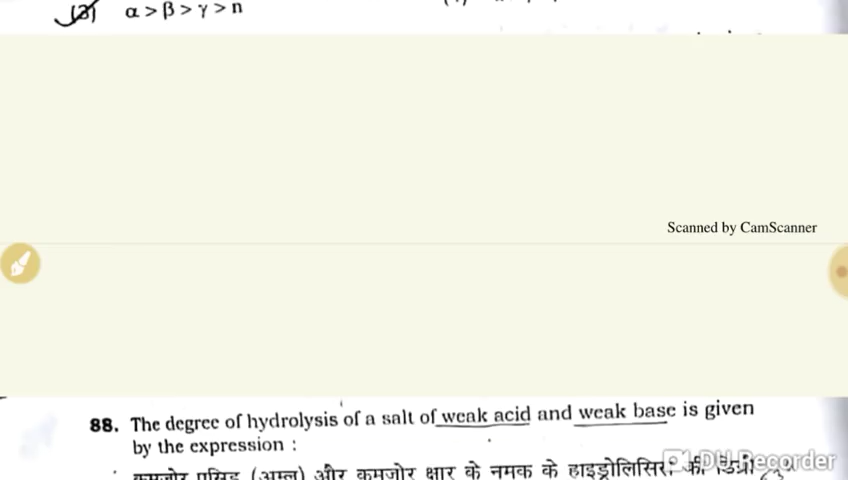 (3) α > β > γ > n
Scanned by CamScanner
88. The degree of hydrolysis of a salt of weak acid and weak base is given
by the expression :
कमजोर एसिड (अम्ल) और कमजोर क्षार के नमक के हाइड्रोलिसिस की डिग्री
DU Recorder